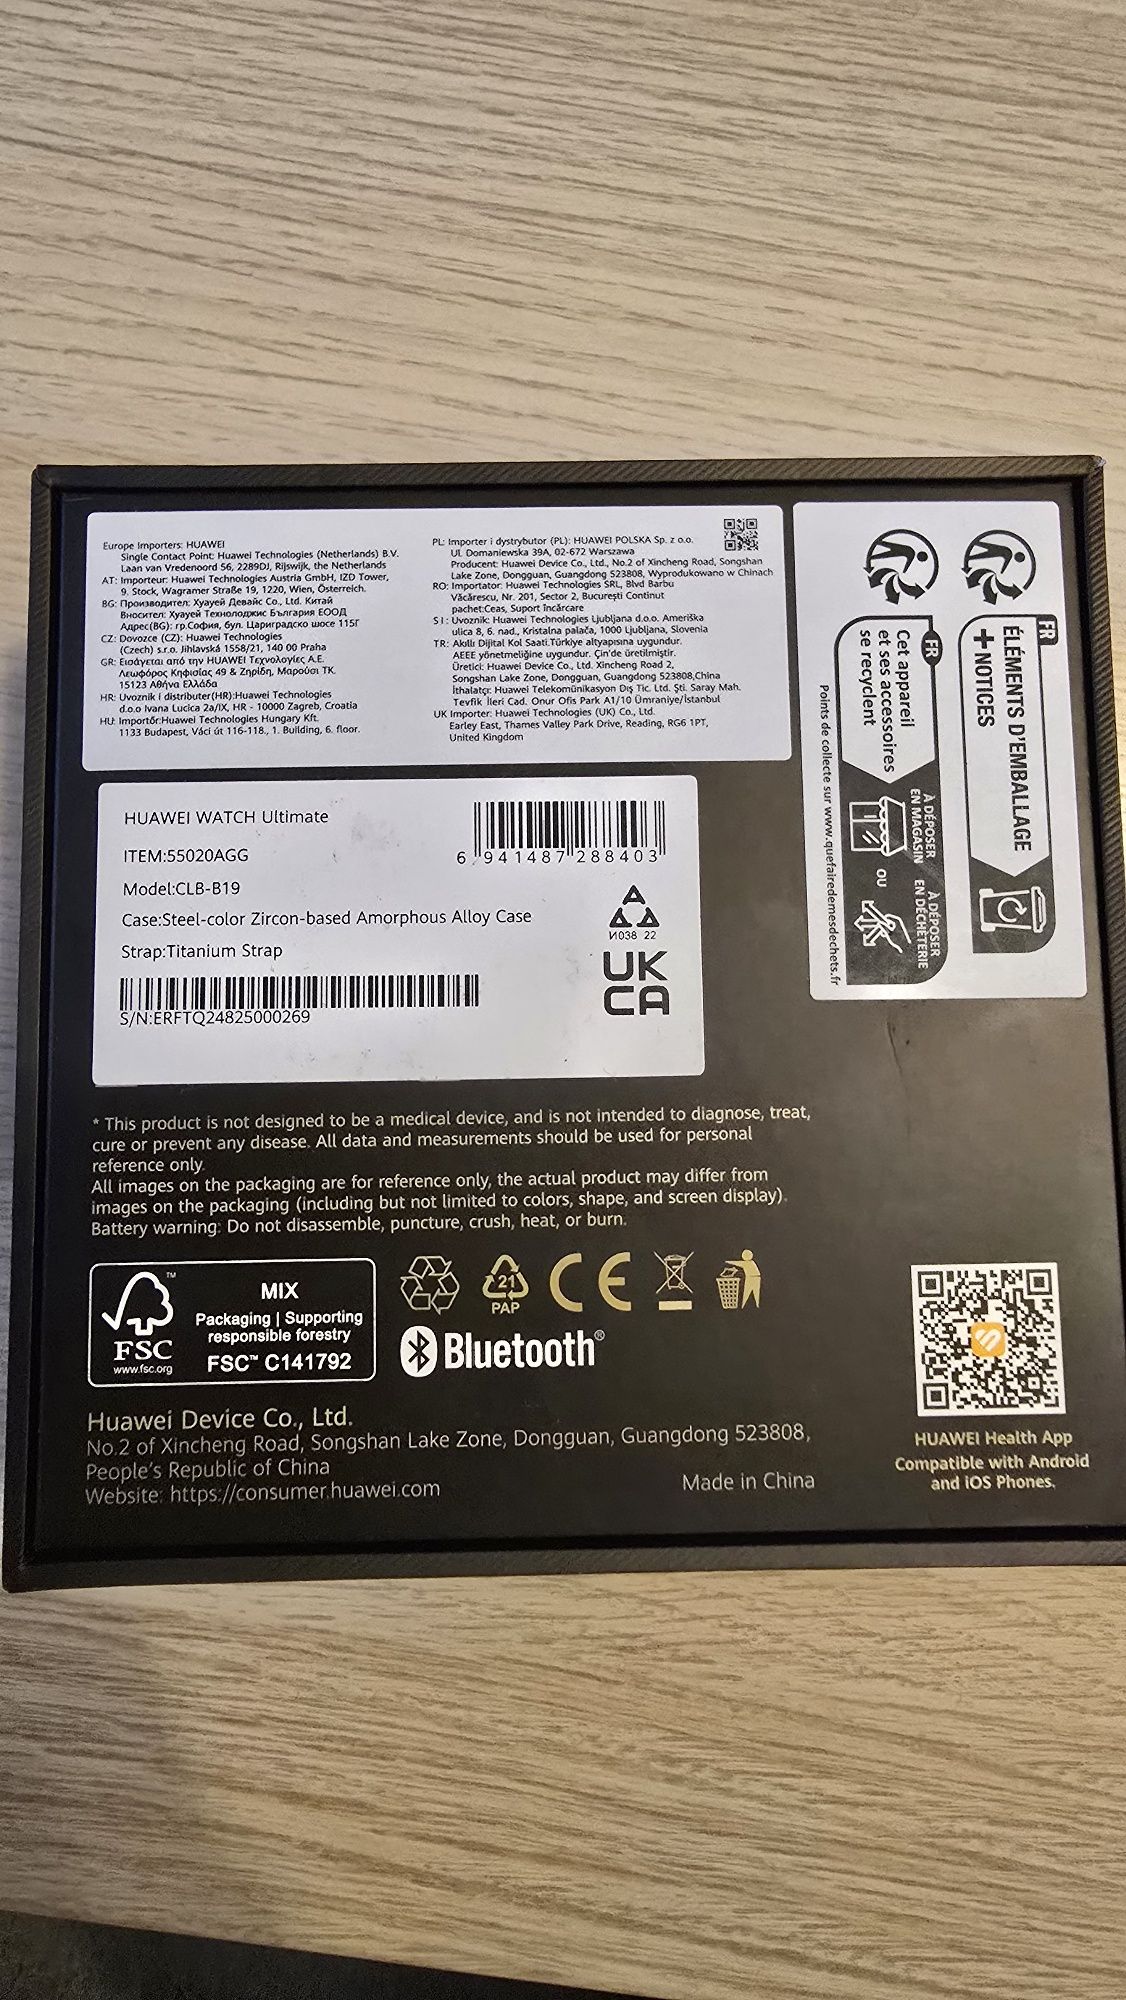 Europe Importers: HUAWEI
Single Contact Point: Huawei Technologies (Netherlands) B.V.
Laan van Vredenoord 56, 2289DJ, Rijswijk, the Netherlands
AT: Importeur: Huawei Technologies Austria GmbH, IZD Tower,
9. Stock, Wagramer Straße 19, 1220, Wien, Österreich.
BG: Производител: Хуауей Девайс Co., Ltd. Китай
Вносител: Хуауей Технолоджис България ЕООД
Адрес(BG): гр.София, бул. Цариградско шосе 115Г
CZ: Dovozce (CZ): Huawei Technologies
(Czech) s.r.o. Jihlavská 1558/21, 140 00 Praha
GR: Εισάγεται από την HUAWEI Τεχνολογίες Α.Ε.
Λεωφόρος Κηφισίας 49 & Ζηρίδη, Μαρούσι ΤΚ.
15123 Αθήνα Ελλάδα
HR: Uvoznik i distributer(HR):Huawei Technologies
d.o.o Ivana Lucica 2a/IX, HR - 10000 Zagreb, Croatia
HU: Importőr:Huawei Technologies Hungary Kft.
1133 Budapest, Váci út 116-118., 1. Building, 6. floor.
PL: Importer i dystrybutor (PL): HUAWEI POLSKA Sp. z o.o.
Ul. Domaniewska 39A, 02-672 Warszawa
Producent: Huawei Device Co., Ltd., No.2 of Xincheng Road, Songshan
Lake Zone, Dongguan, Guangdong 523808, Wyprodukowano w Chinach
RO: Importator: Huawei Technologies SRL, Blvd Barbu
Văcărescu, Nr. 201, Sector 2, București Continut
pachet:Ceas, Suport încărcare
SI: Uvoznik: Huawei Technologies Ljubljana d.o.o. Ameriška
ulica 8, 6. nad., Kristalna palača, 1000 Ljubljana, Slovenia
TR: Akıllı Dijital Kol Saati.Türkiye altyapısına uygundur.
AEEE yönetmeliğine uygundur. Çin'de üretilmiştir.
Üretici: Huawei Device Co., Ltd. Xincheng Road 2,
Songshan Lake Zone, Dongguan, Guangdong 523808,China
İthalatçı: Huawei Telekomünikasyon Dış Tic. Ltd. Şti. Saray Mah.
Tevfik İleri Cad. Onur Ofis Park A1/10 Ümraniye/İstanbul
UK Importer: Huawei Technologies (UK) Co., Ltd.
Earley East, Thames Valley Park Drive, Reading, RG6 1PT,
United Kingdom
FR
ÉLÉMENTS D'EMBALLAGE
+ NOTICES
FR
Cet appareil
et ses accessoires
se recyclent
À DÉPOSER
EN MAGASIN
OU
À DÉPOSER
EN DÉCHÈTERIE
Points de collecte sur www.quefairedemesdechets.fr
HUAWEI WATCH Ultimate
6 941487 288403
ITEM:55020AGG
Model:CLB-B19
Case:Steel-color Zircon-based Amorphous Alloy Case
Strap:Titanium Strap
S/N:ERFTQ24825000269
И038 22
UK
CA
* This product is not designed to be a medical device, and is not intended to diagnose, treat,
cure or prevent any disease. All data and measurements should be used for personal
reference only.
All images on the packaging are for reference only, the actual product may differ from
images on the packaging (including but not limited to colors, shape, and screen display).
Battery warning: Do not disassemble, puncture, crush, heat, or burn.
FSC
www.fsc.org
MIX
Packaging | Supporting
responsible forestry
FSC™ C141792
21
PAP
CE
Bluetooth®
Huawei Device Co., Ltd.
No.2 of Xincheng Road, Songshan Lake Zone, Dongguan, Guangdong 523808,
People's Republic of China
Website: https://consumer.huawei.com
Made in China
HUAWEI Health App
Compatible with Android
and iOS Phones.